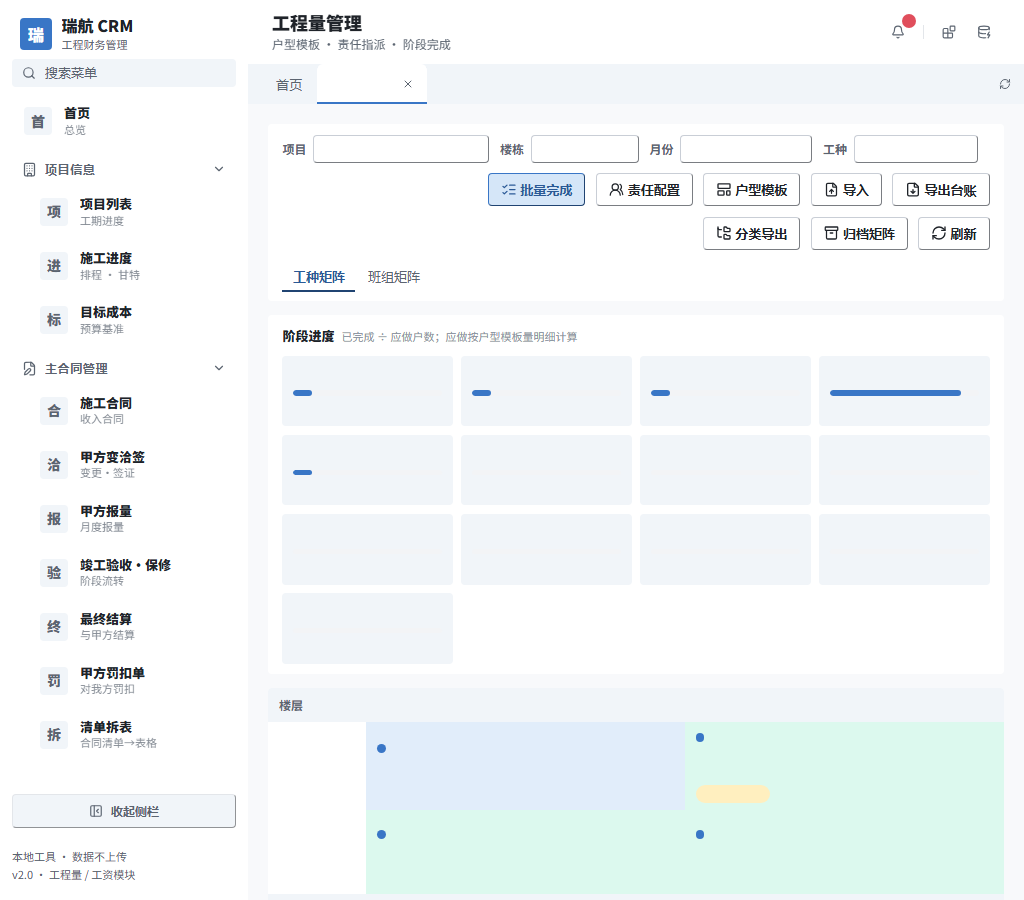 瑞
瑞航 CRM
工程财务管理
搜索菜单
首
首页
总览
项目信息
项
项目列表
工期进度
进
施工进度
排程 · 甘特
标
目标成本
预算基准
主合同管理
合
施工合同
收入合同
洽
甲方变洽签
变更·签证
报
甲方报量
月度报量
验
竣工验收·保修
阶段流转
终
最终结算
与甲方结算
罚
甲方罚扣单
对我方罚扣
拆
清单拆表
合同清单→表格
收起侧栏
本地工具 · 数据不上传
v2.0 · 工程量 / 工资模块
工程量管理
户型模板 · 责任指派 · 阶段完成
首页
项目 楼栋 月份 工种
批量完成 责任配置 户型模板 导入 导出台账
分类导出 归档矩阵 刷新
工种矩阵 班组矩阵
阶段进度 已完成 ÷ 应做户数；应做按户型模板量明细计算
楼层